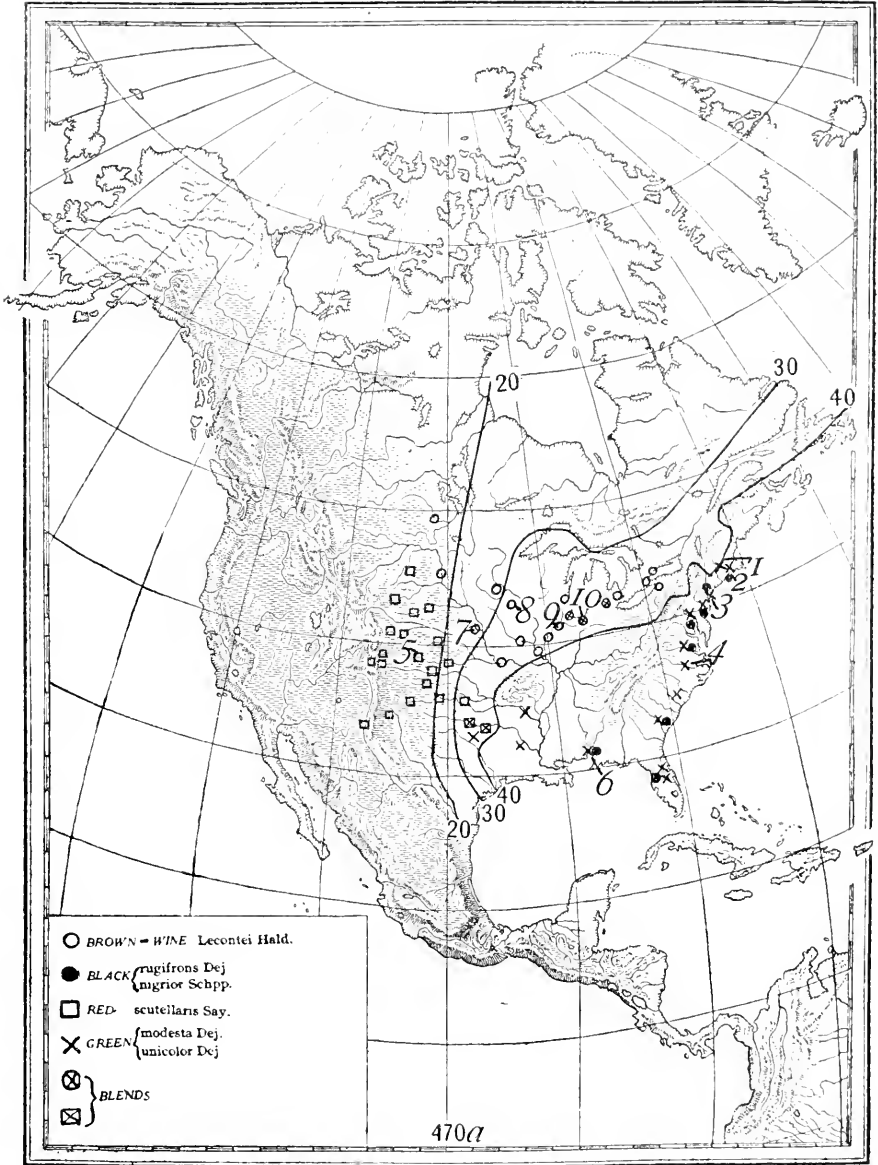 20
30
40
1
2
3
4
5
6
7
8
9
10
40
30
20
BROWN - WINE Lecontei Hald.
BLACK { rugifrons Dej
nigrior Schpp.
RED scutellaris Say.
GREEN { modesta Dej.
unicolor Dej
} BLENDS
470a